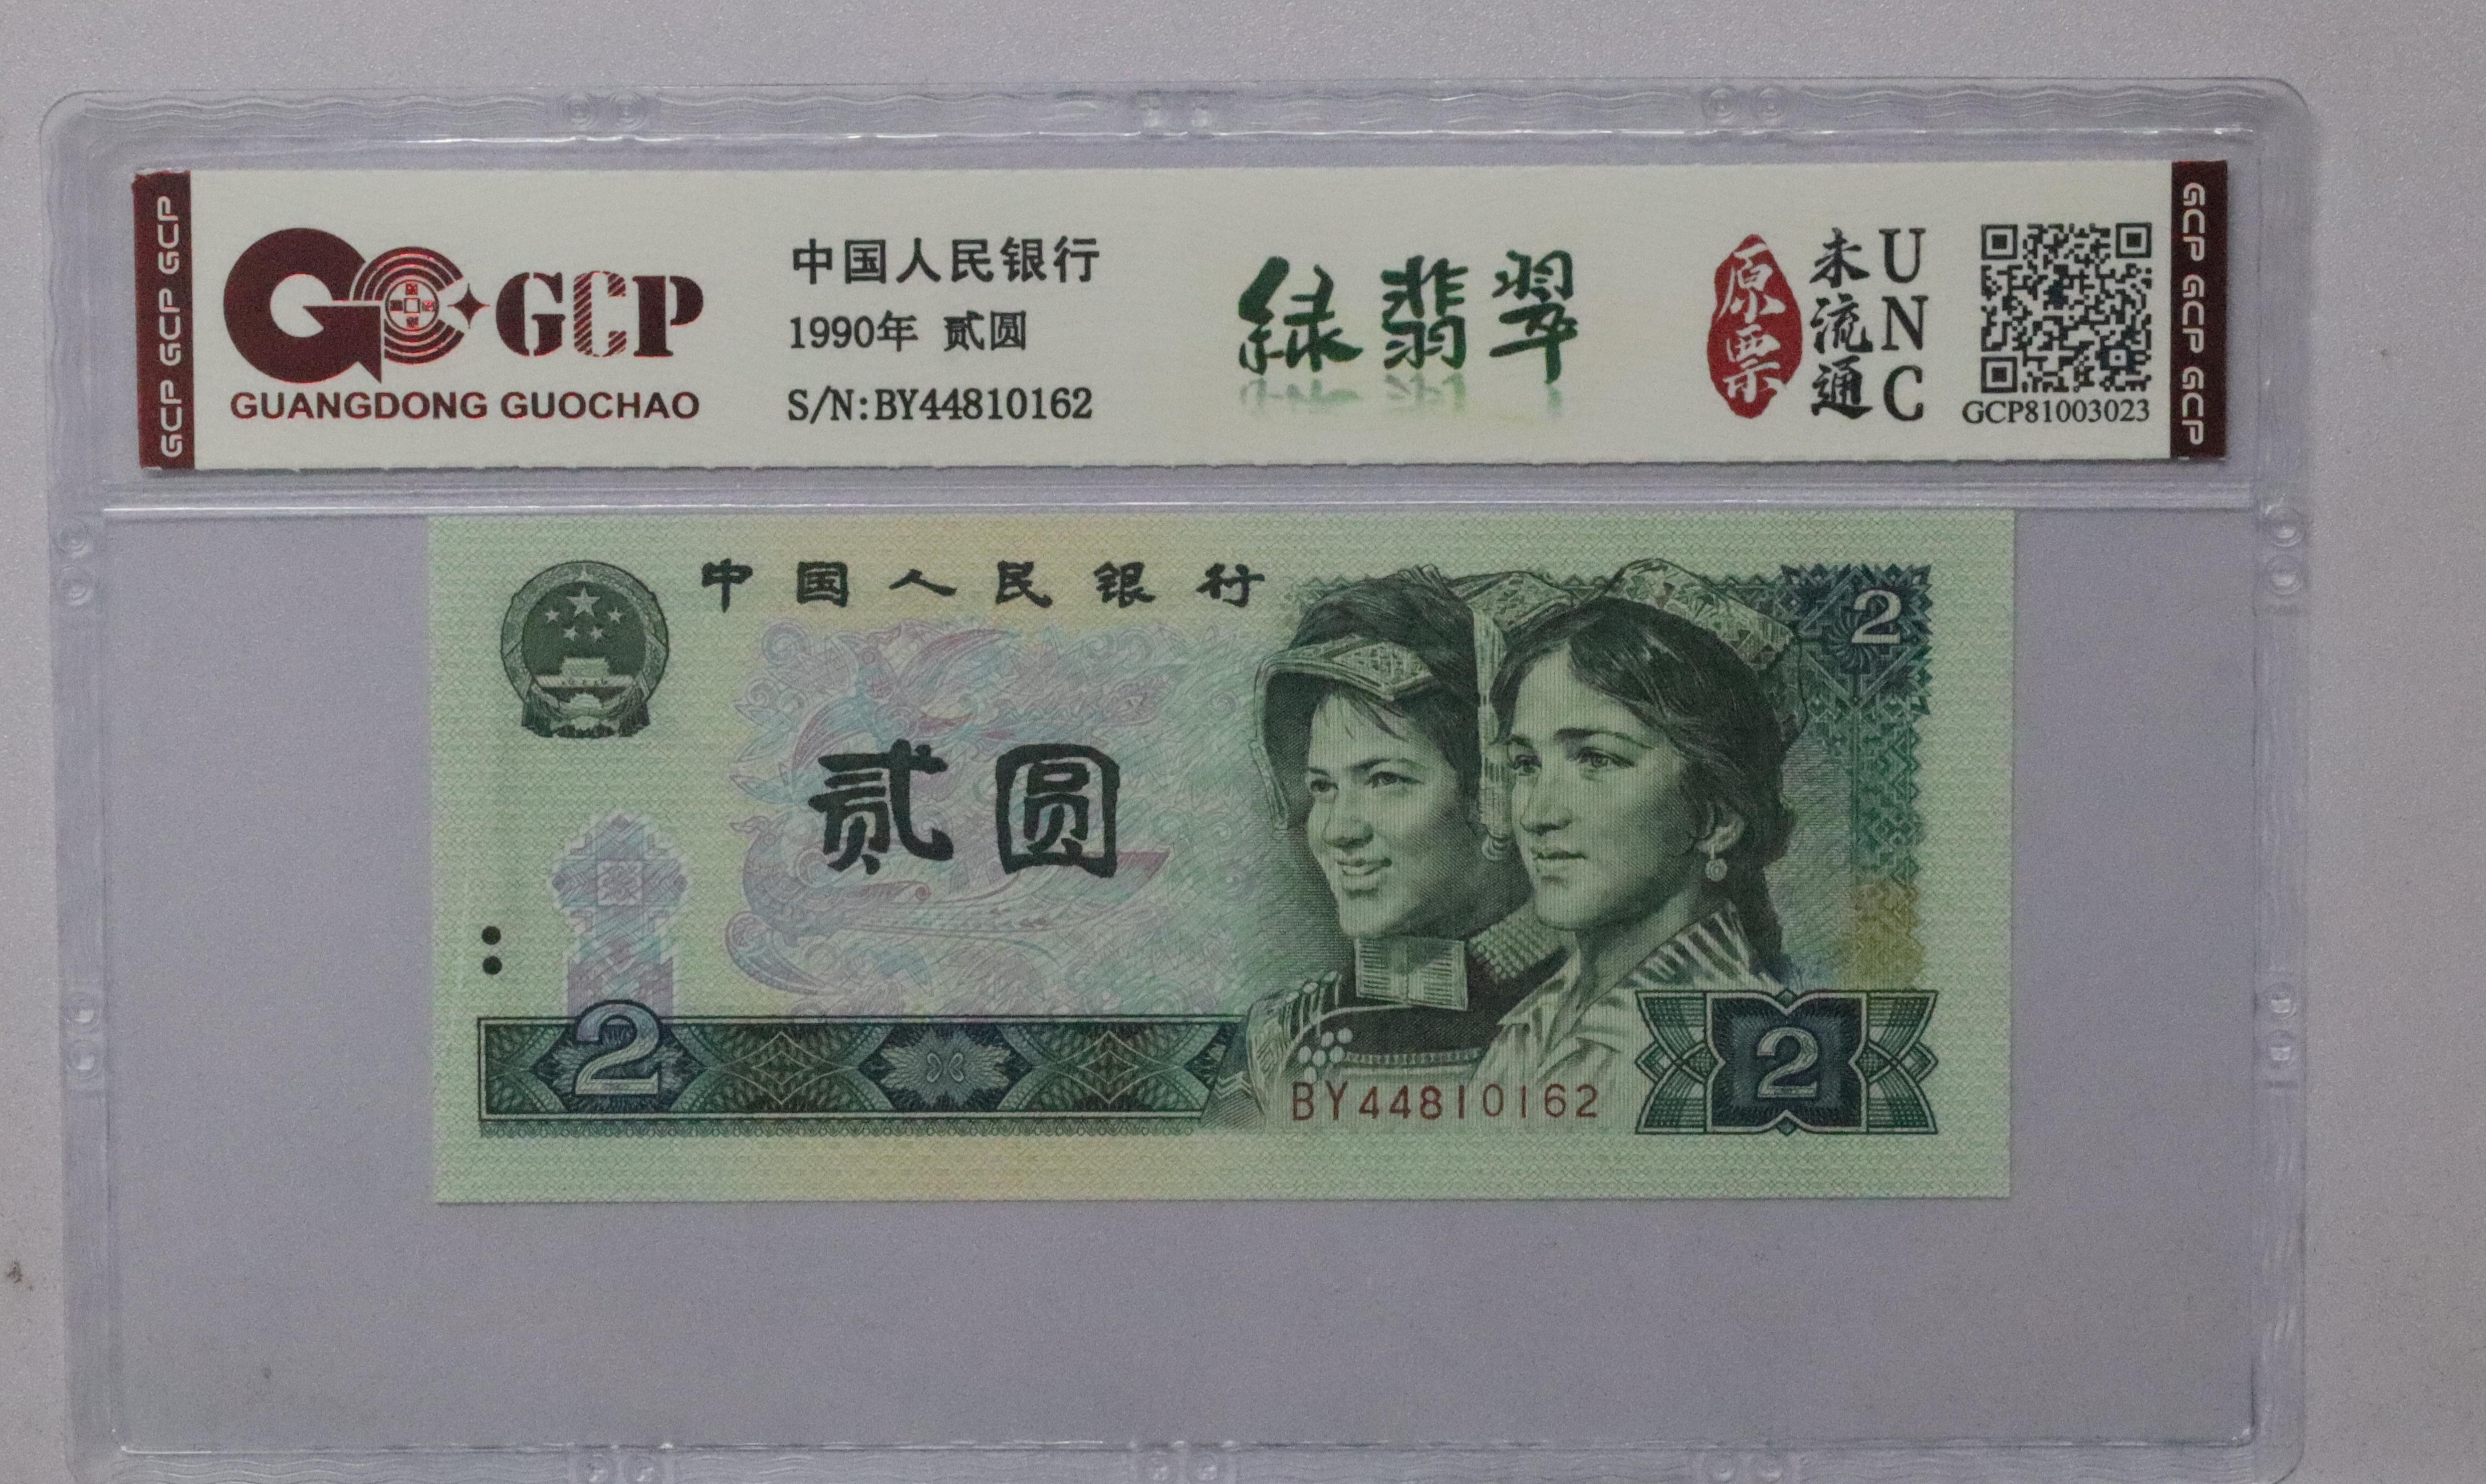 GCP GCP GCP
GCP
GUANGDONG GUOCHAO
中国人民银行
1990年 贰圆
S/N:BY44810162
绿翡翠
原票
未流通
UNC
GCP81003023
GCP GCP GCP
中国人民银行
2
贰圆
2
BY44810162
2